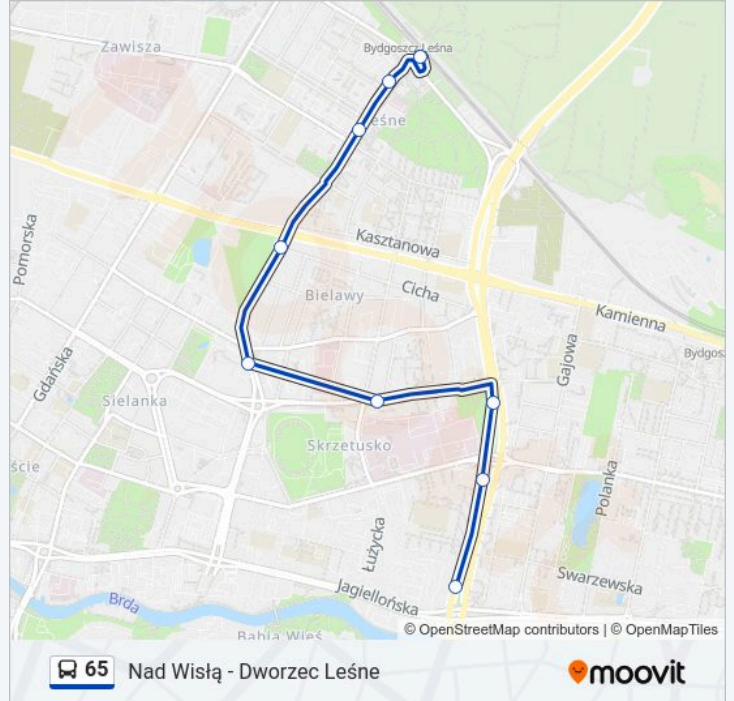 Zawisza
Bydgoszcz Leśna
eśne
Pomorska
Kasztanowa
Cicha
Bielawy
Kamienna
Gdańska
Gajowa
Bydgos
Sielanka
Skrzetusko
ście
Polanka
Łużycka
Swarzewska
Jagiellońska
Brda
Babia Wieś
© OpenStreetMap contributors | © OpenMapTiles
65 Nad Wisłą - Dworzec Leśne
moovit